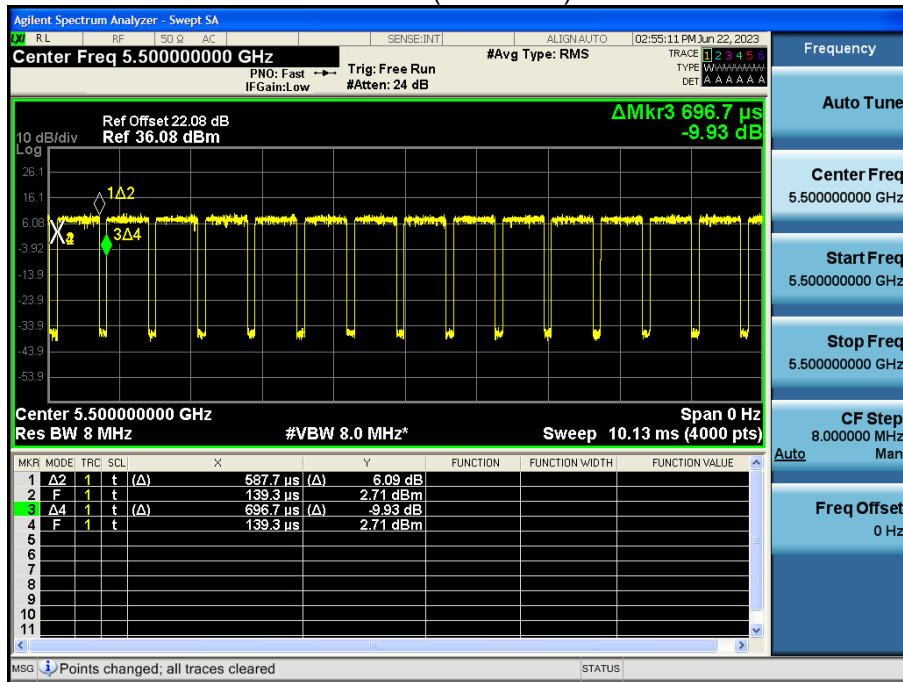 Agilent Spectrum Analyzer - Swept SA
LXI RL RF 50 Ω AC SENSE:INT ALIGN AUTO 02:55:11 PM Jun 22, 2023
Center Freq 5.500000000 GHz #Avg Type: RMS TRACE 1 2 3 4 5 6
PNO: Fast Trig: Free Run TYPE WWWWWW
IFGain:Low #Atten: 24 dB DET A A A A A A
Frequency
Auto Tune
Center Freq
5.500000000 GHz
Start Freq
5.500000000 GHz
Stop Freq
5.500000000 GHz
CF Step
8.000000 MHz
Auto Man
Freq Offset
0 Hz
ΔMkr3 696.7 µs
-9.93 dB
Ref Offset 22.08 dB
10 dB/div Ref 36.08 dBm
Log
26.1
16.1
6.08
-3.92
-13.9
-23.9
-33.9
-43.9
-53.9
1Δ2
3Δ4
Center 5.500000000 GHz Span 0 Hz
Res BW 8 MHz #VBW 8.0 MHz* Sweep 10.13 ms (4000 pts)
MKR MODE TRC SCL X Y FUNCTION FUNCTION WIDTH FUNCTION VALUE
1 Δ2 1 t (Δ) 587.7 µs (Δ) 6.09 dB
2 F 1 t 139.3 µs 2.71 dBm
3 Δ4 1 t (Δ) 696.7 µs (Δ) -9.93 dB
4 F 1 t 139.3 µs 2.71 dBm
5
6
7
8
9
10
11
MSG Points changed; all traces cleared STATUS